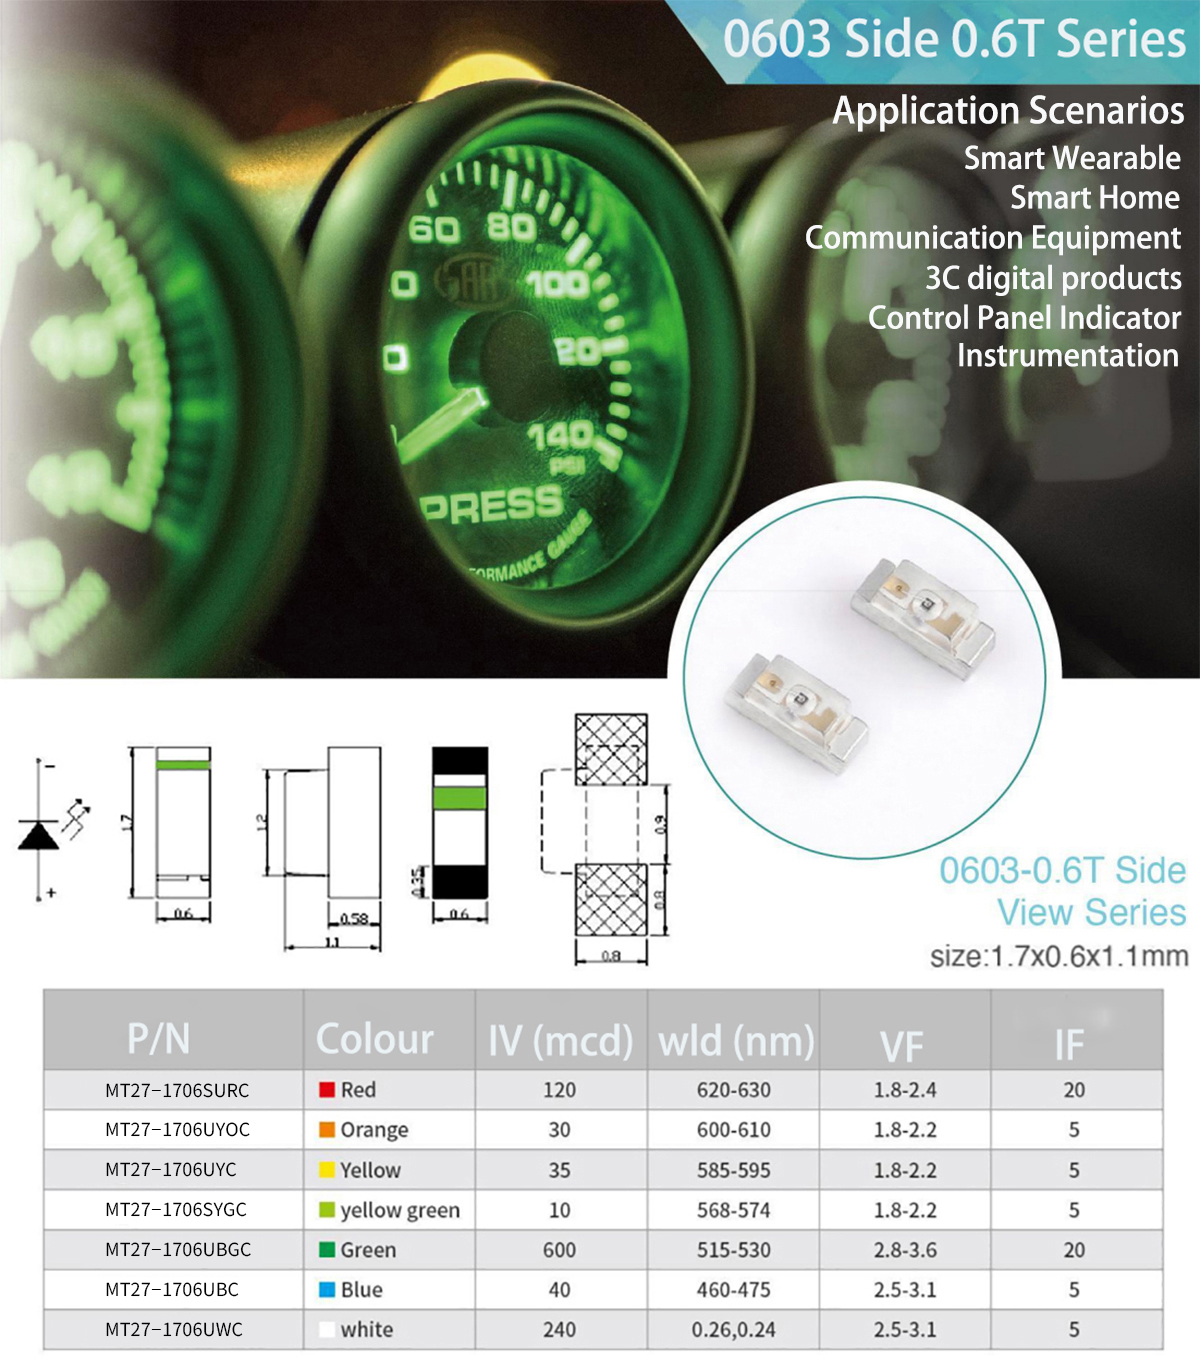 0603 Side 0.6T Series
Application Scenarios
Smart Wearable
Smart Home
Communication Equipment
3C digital products
Control Panel Indicator
Instrumentation
60 80
0 100
0 20
140
PSI
PRESS
ORMANCE GAUGE
−
+
1.7
0.6
1.2
0.58
1.1
0.35
0.6
0.9
0.8
0.8
0603-0.6T Side
View Series
size:1.7x0.6x1.1mm
P/N Colour IV (mcd) wld (nm) VF IF
MT27-1706SURC Red 120 620-630 1.8-2.4 20
MT27-1706UYOC Orange 30 600-610 1.8-2.2 5
MT27-1706UYC Yellow 35 585-595 1.8-2.2 5
MT27-1706SYGC yellow green 10 568-574 1.8-2.2 5
MT27-1706UBGC Green 600 515-530 2.8-3.6 20
MT27-1706UBC Blue 40 460-475 2.5-3.1 5
MT27-1706UWC white 240 0.26,0.24 2.5-3.1 5